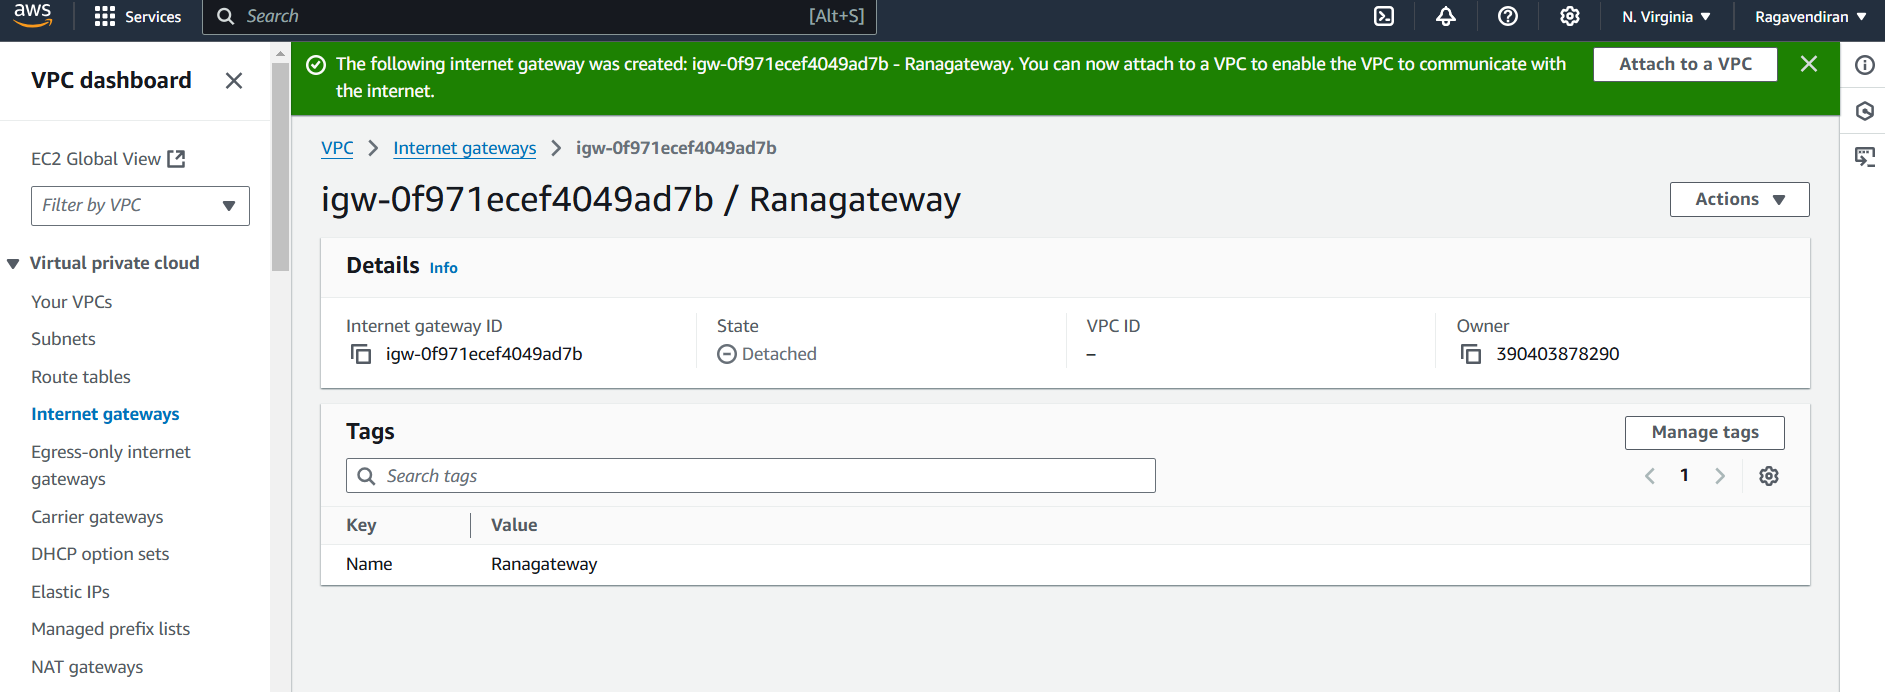 aws
Services
Search
[Alt+S]
N. Virginia
Ragavendiran
VPC dashboard
EC2 Global View
Filter by VPC
Virtual private cloud
Your VPCs
Subnets
Route tables
Internet gateways
Egress-only internet
gateways
Carrier gateways
DHCP option sets
Elastic IPs
Managed prefix lists
NAT gateways
The following internet gateway was created: igw-0f971ecef4049ad7b - Ranagateway. You can now attach to a VPC to enable the VPC to communicate with
the internet.
Attach to a VPC
VPC
Internet gateways
igw-0f971ecef4049ad7b
igw-0f971ecef4049ad7b / Ranagateway
Actions
Details Info
Internet gateway ID
igw-0f971ecef4049ad7b
State
Detached
VPC ID
–
Owner
390403878290
Tags
Manage tags
Search tags
1
Key
Value
Name
Ranagateway